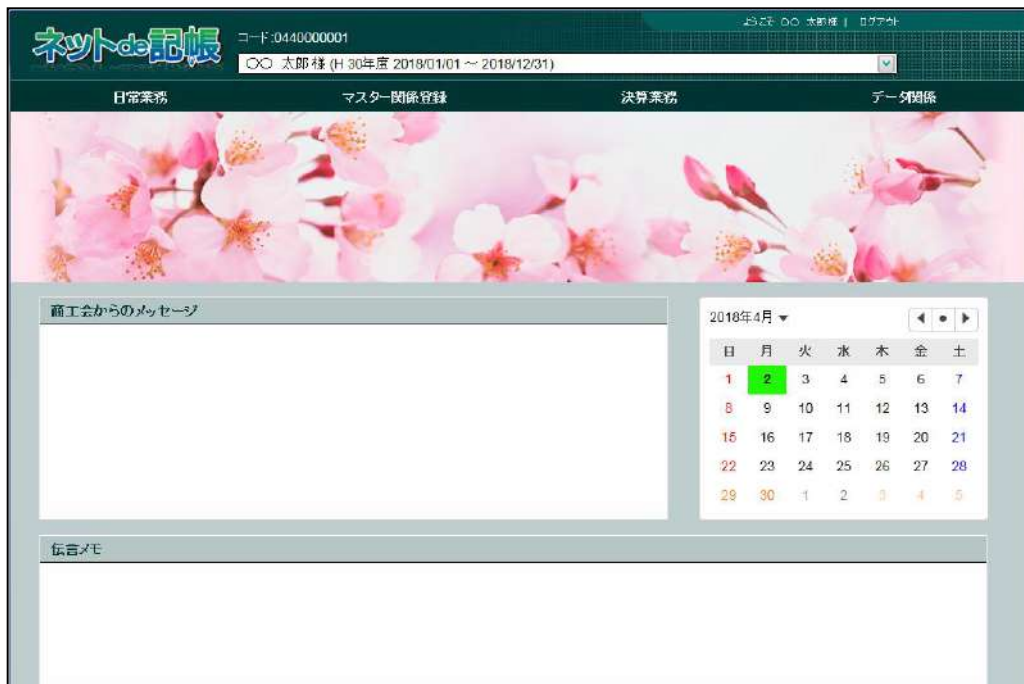 ようこそ ○○ 太郎様 | ログアウト
ネットde記帳
コード:0440000001
○○ 太郎 様 (H 30年度 2018/01/01 ～ 2018/12/31)
日常業務 マスター関係登録 決算業務 データ関係
商工会からのメッセージ
2018年4月
日 月 火 水 木 金 土
1 2 3 4 5 6 7
8 9 10 11 12 13 14
15 16 17 18 19 20 21
22 23 24 25 26 27 28
29 30 1 2 3 4 5
伝言メモ